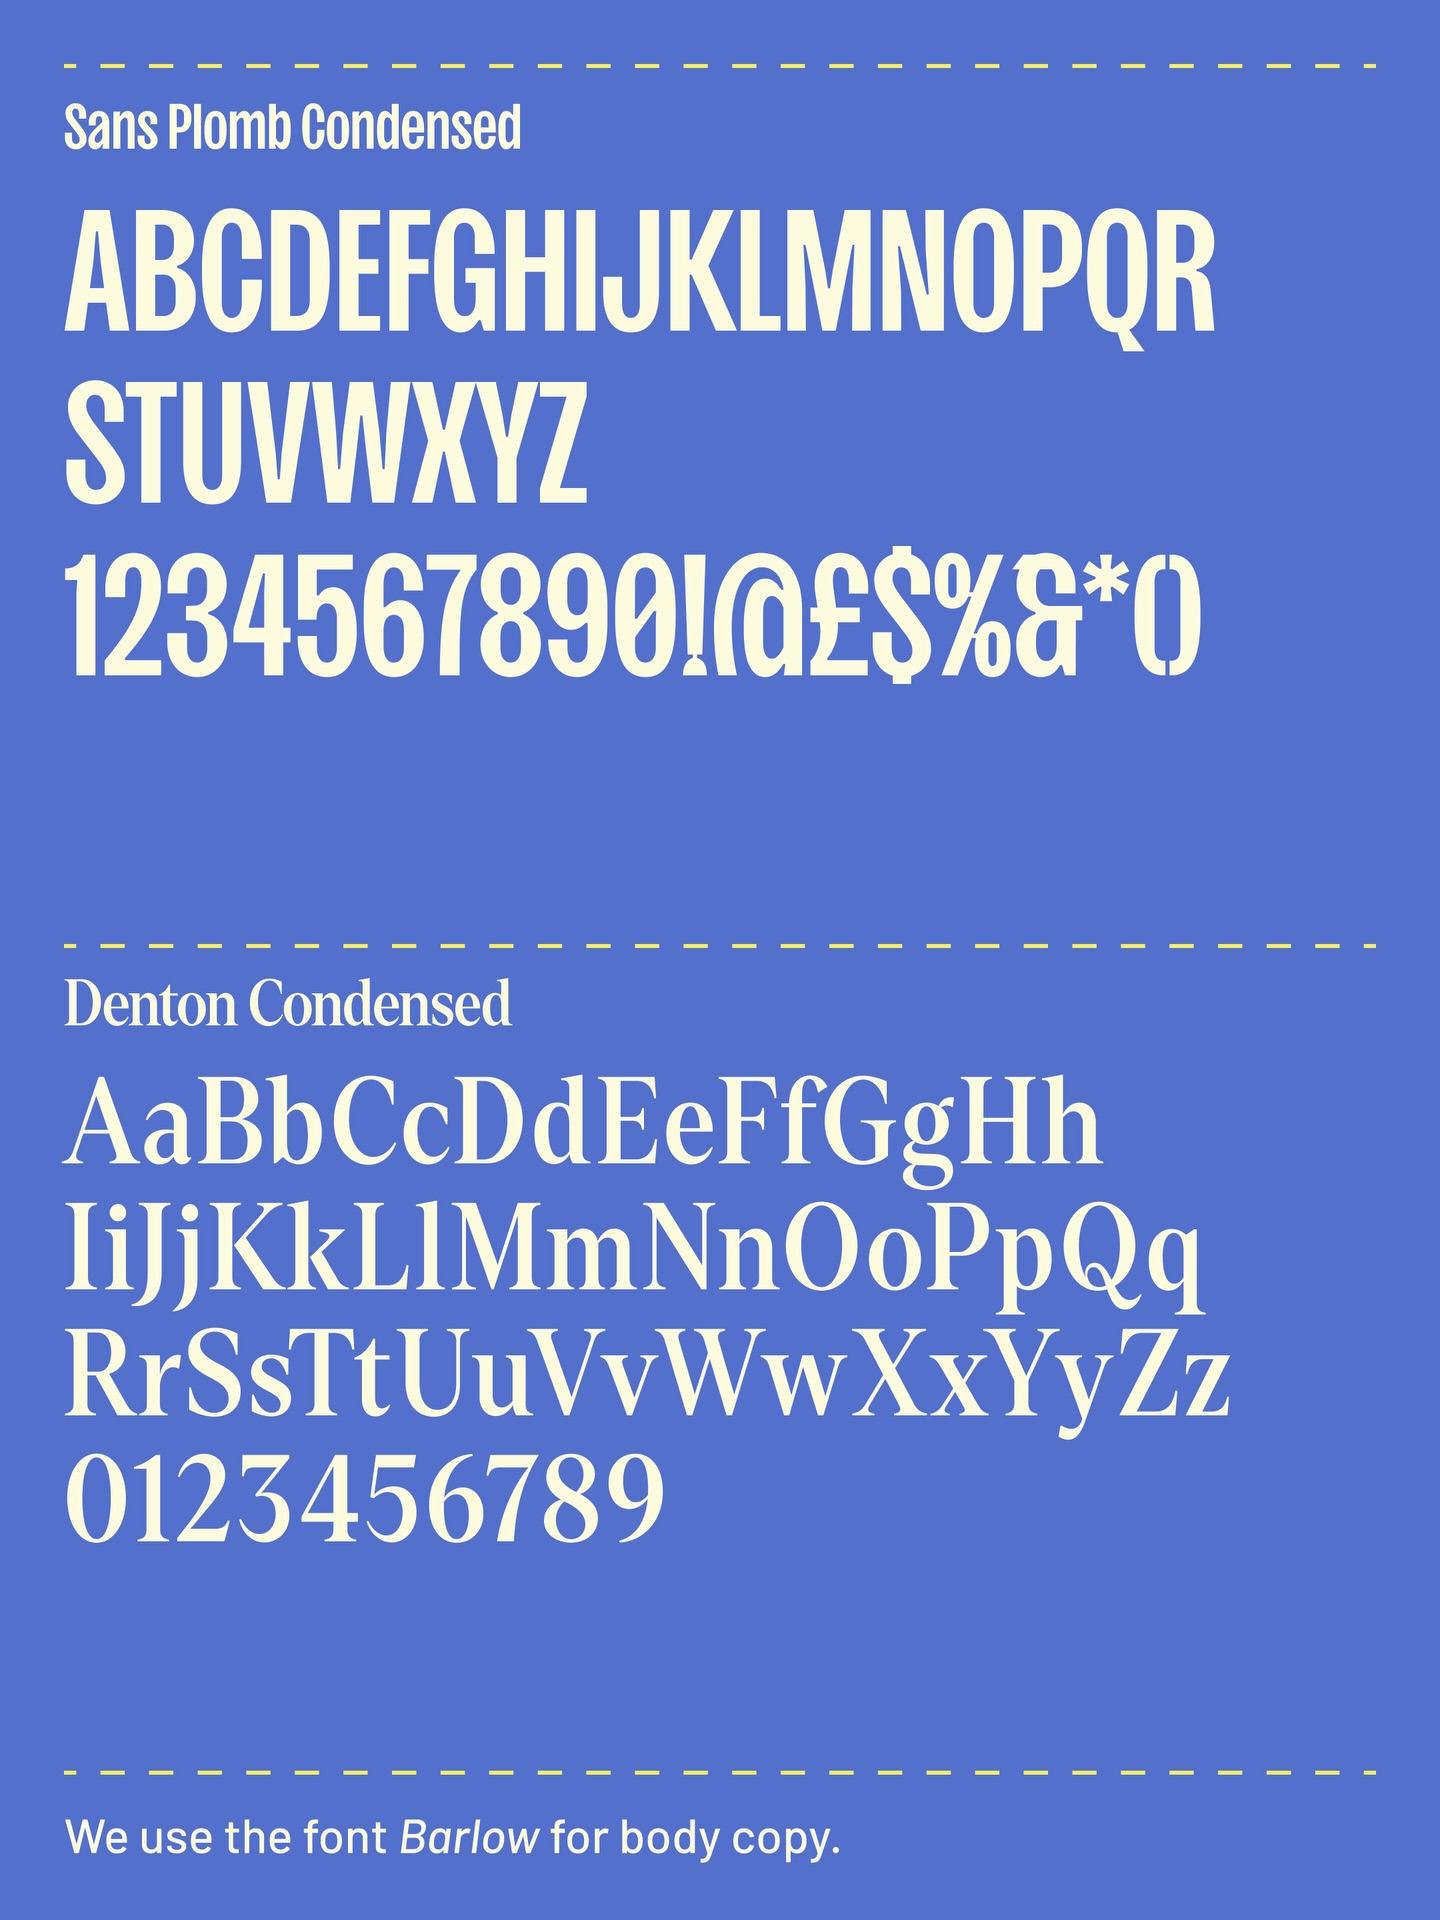 Sans Plomb Condensed
ABCDEFGHIJKLMNOPQR
STUVWXYZ
1234567890!@£$%&*()
Denton Condensed
AaBbCcDdEeFfGgHh
IiJjKkLlMmNnOoPpQq
RrSsTtUuVvWwXxYyZz
0123456789
We use the font Barlow for body copy.